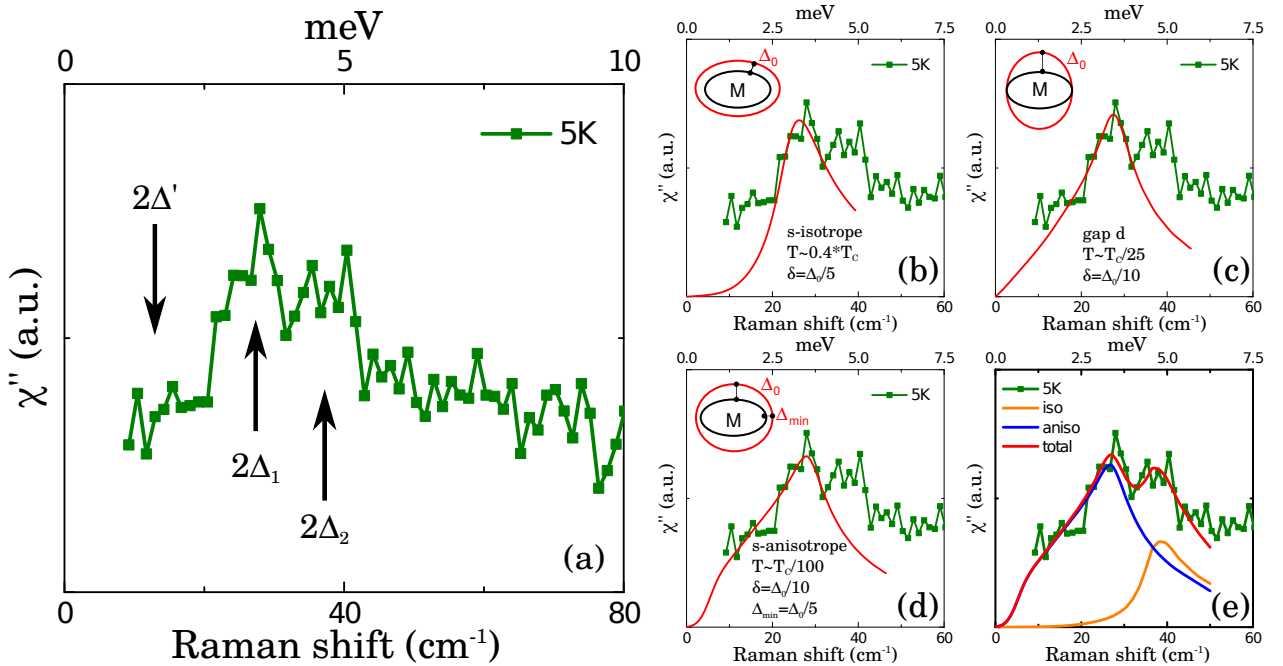 meV
0 5 10
5K
2Δ'
2Δ₁
2Δ₂
χ'' (a.u.)
(a)
0 40 80
Raman shift (cm⁻¹)
meV
0.0 2.5 5.0 7.5
Δ₀
M
5K
χ'' (a.u.)
s-isotrope
T~0.4*T_C
δ=Δ₀/5
(b)
0 20 40 60
Raman shift (cm⁻¹)
meV
0.0 2.5 5.0 7.5
Δ₀
M
5K
χ'' (a.u.)
gap d
T~T_C/25
δ=Δ₀/10
(c)
0 20 40 60
Raman shift (cm⁻¹)
meV
0.0 2.5 5.0 7.5
Δ₀
Δ_min
M
5K
χ'' (a.u.)
s-anisotrope
T~T_C/100
δ=Δ₀/10
Δ_min=Δ₀/5
(d)
0 20 40 60
Raman shift (cm⁻¹)
meV
0.0 2.5 5.0 7.5
5K
iso
aniso
total
χ'' (a.u.)
(e)
0 20 40 60
Raman shift (cm⁻¹)